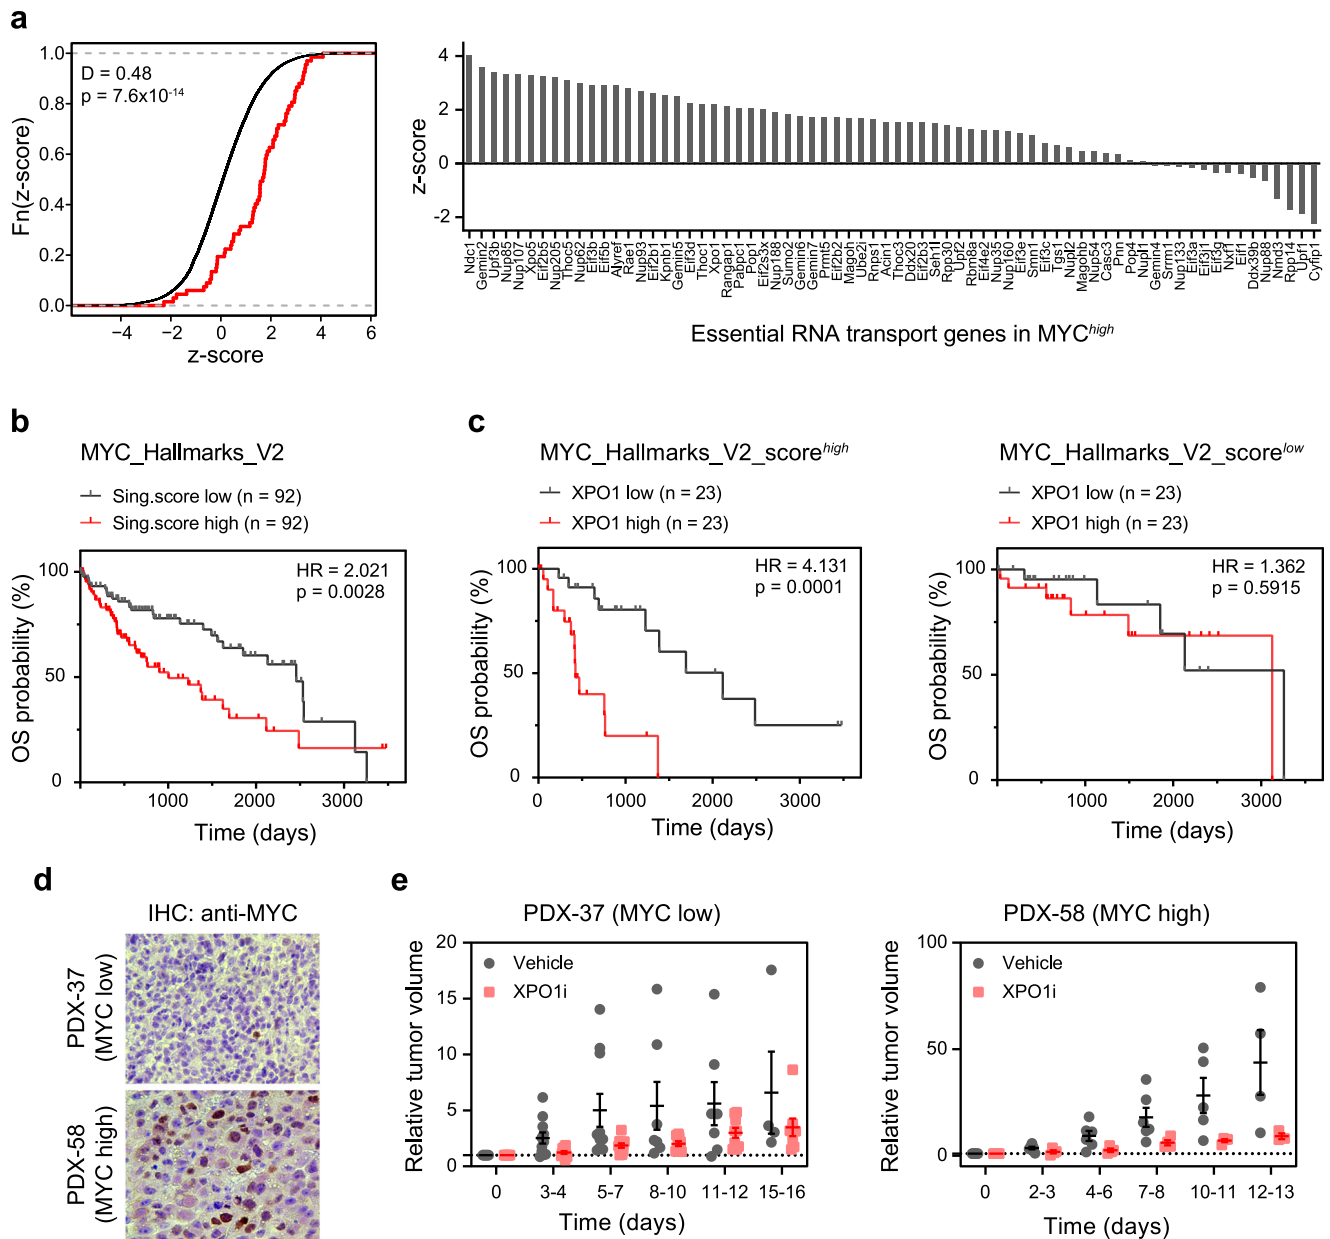 a
D = 0.48
p = 7.6x10-14
Fn(z-score)
1.0
0.8
0.6
0.4
0.2
0.0
−4
−2
0
2
4
6
z-score
z-score
4
2
0
-2
Ndc1
Gemin2
Upf3b
Nup85
Nup107
Xpo5
Eif2b5
Nup205
Thoc5
Nup62
Eif3b
Eif5b
Alyref
Rae1
Nup93
Eif2b1
Kpnb1
Gemin5
Eif3d
Thoc1
Xpo1
Rangap1
Pabpc1
Pop1
Eif2s3x
Nup188
Sumo2
Gemin6
Gemin7
Prmt5
Eif2b2
Magoh
Ube2i
Rnps1
Acin1
Thoc3
Ddx20
Eif2b3
Seh1l
Rpp30
Upf2
Rbm8a
Eif4e2
Nup35
Nup160
Eif3e
Smn1
Eif3c
Tgs1
Nupl2
Magohb
Nup54
Casc3
Pnn
Pop4
Nupl1
Gemin4
Srrm1
Nup133
Eif3a
Eif3i
Eif3g
Nxf1
Eif1
Ddx39b
Nup88
Nmd3
Rpp14
Upf1
Cyfip1
Essential RNA transport genes in MYChigh
b
MYC_Hallmarks_V2
Sing.score low (n = 92)
Sing.score high (n = 92)
HR = 2.021
p = 0.0028
OS probability (%)
100
50
0
1000
2000
3000
Time (days)
c
MYC_Hallmarks_V2_scorehigh
XPO1 low (n = 23)
XPO1 high (n = 23)
HR = 4.131
p = 0.0001
OS probability (%)
100
50
0
0
1000
2000
3000
Time (days)
MYC_Hallmarks_V2_scorelow
XPO1 low (n = 23)
XPO1 high (n = 23)
HR = 1.362
p = 0.5915
OS probability (%)
100
50
0
1000
2000
3000
Time (days)
d
IHC: anti-MYC
PDX-37
(MYC low)
PDX-58
(MYC high)
e
PDX-37 (MYC low)
Vehicle
XPO1i
Relative tumor volume
20
15
10
5
0
0
3-4
5-7
8-10
11-12
15-16
Time (days)
PDX-58 (MYC high)
Vehicle
XPO1i
Relative tumor volume
100
50
0
0
2-3
4-6
7-8
10-11
12-13
Time (days)